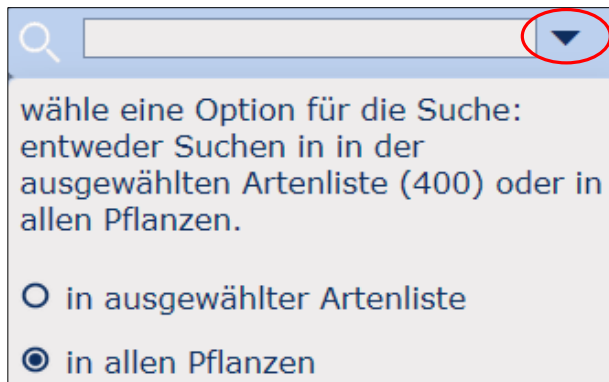 wähle eine Option für die Suche:
entweder Suchen in in der
ausgewählten Artenliste (400) oder in
allen Pflanzen.
in ausgewählter Artenliste
in allen Pflanzen